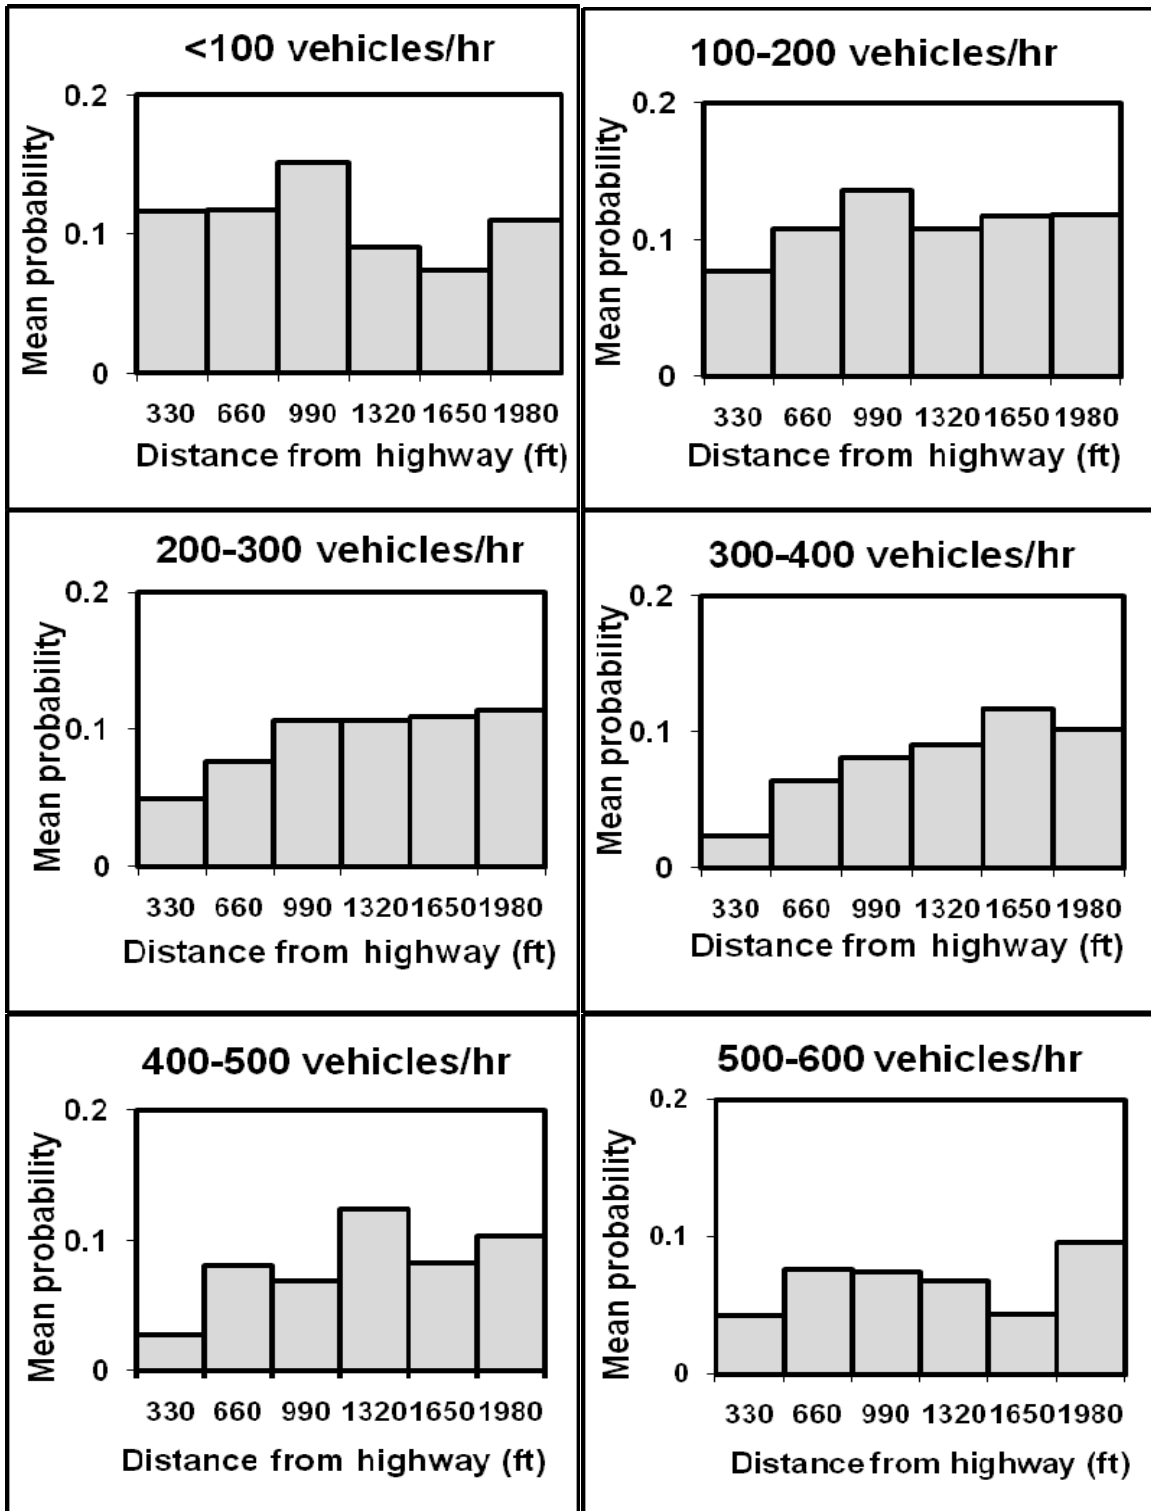 <100 vehicles/hr
0.2
0.1
0
Mean probability
330 660 990 1320 1650 1980
Distance from highway (ft)
100-200 vehicles/hr
0.2
0.1
0
Mean probability
330 660 990 1320 1650 1980
Distance from highway (ft)
200-300 vehicles/hr
0.2
0.1
0
Mean probability
330 660 990 1320 1650 1980
Distance from highway (ft)
300-400 vehicles/hr
0.2
0.1
0
Mean probability
330 660 990 1320 1650 1980
Distance from highway (ft)
400-500 vehicles/hr
0.2
0.1
0
Mean probability
330 660 990 1320 1650 1980
Distance from highway (ft)
500-600 vehicles/hr
0.2
0.1
0
Mean probability
330 660 990 1320 1650 1980
Distance from highway (ft)